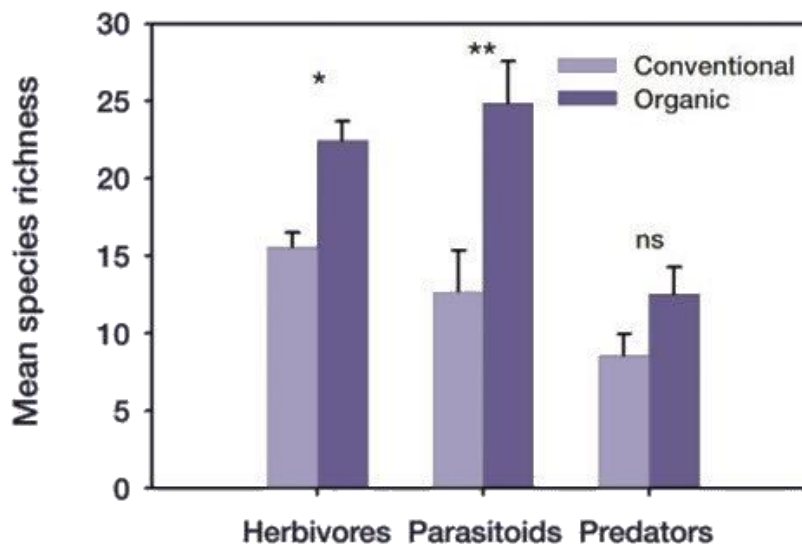 Mean species richness
30
25
20
15
10
5
0
*
**
ns
Conventional
Organic
Herbivores Parasitoids Predators